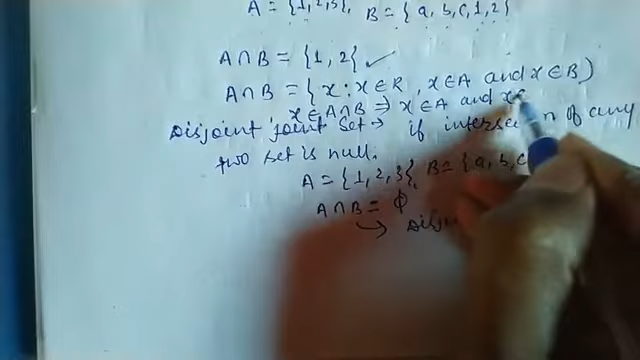 A = {1,2,3}, B = {a,b,c,1,2}
A∩B = {1,2} ✓
A∩B = {x : x∈R, x∈A and x∈B}
x∈A∩B ⇒ x∈A and x∈
Disjoint joint set → if of any
two set is null.
A = {1,2,3}, B = {a,b,c
A∩B = ϕ
→